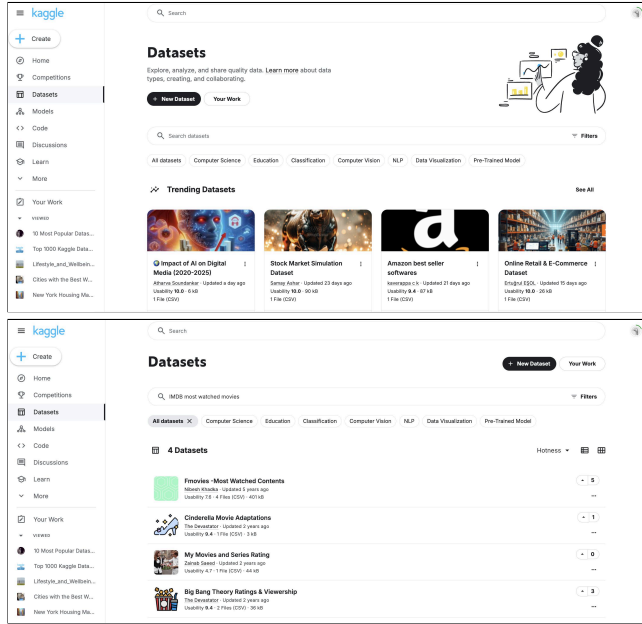 kaggle
Search
Create
Home
Competitions
Datasets
Models
Code
Discussions
Learn
More
Your Work
VIEWED
10 Most Popular Datas...
Top 1000 Kaggle Data...
Lifestyle_and_Wellbein...
Cities with the Best W...
New York Housing Ma...
Datasets
Explore, analyze, and share quality data. Learn more about data
types, creating, and collaborating.
+ New Dataset Your Work
Search datasets Filters
All datasets Computer Science Education Classification Computer Vision NLP Data Visualization Pre-Trained Model
Trending Datasets See All
Impact of AI on Digital
Media (2020-2025)
Atharva Soundankar · Updated a day ago
Usability 10.0 · 6 kB
1 File (CSV)
Stock Market Simulation
Dataset
Samay Ashar · Updated 23 days ago
Usability 10.0 · 90 kB
1 File (CSV)
Amazon best seller
softwares
kaverappa c k · Updated 21 days ago
Usability 9.4 · 87 kB
1 File (CSV)
Online Retail & E-Commerce
Dataset
Ertuğrul EŞOL · Updated 15 days ago
Usability 10.0 · 26 kB
1 File (CSV)
kaggle
Search
Create
Home
Competitions
Datasets
Models
Code
Discussions
Learn
More
Your Work
VIEWED
10 Most Popular Datas...
Top 1000 Kaggle Data...
Lifestyle_and_Wellbein...
Cities with the Best W...
New York Housing Ma...
Datasets
+ New Dataset Your Work
IMDB most watched movies Filters
All datasets X Computer Science Education Classification Computer Vision NLP Data Visualization Pre-Trained Model
4 Datasets Hotness
Fmovies -Most Watched Contents
Nibesh Khadka · Updated 5 years ago
Usability 7.6 · 4 Files (CSV) · 401 kB
5
Cinderella Movie Adaptations
The Devastator · Updated 2 years ago
Usability 9.4 · 1 File (CSV) · 3 kB
1
My Movies and Series Rating
Zainab Saeed · Updated 2 years ago
Usability 4.7 · 1 File (CSV) · 44 kB
0
Big Bang Theory Ratings & Viewership
The Devastator · Updated 2 years ago
Usability 9.4 · 2 Files (CSV) · 36 kB
3